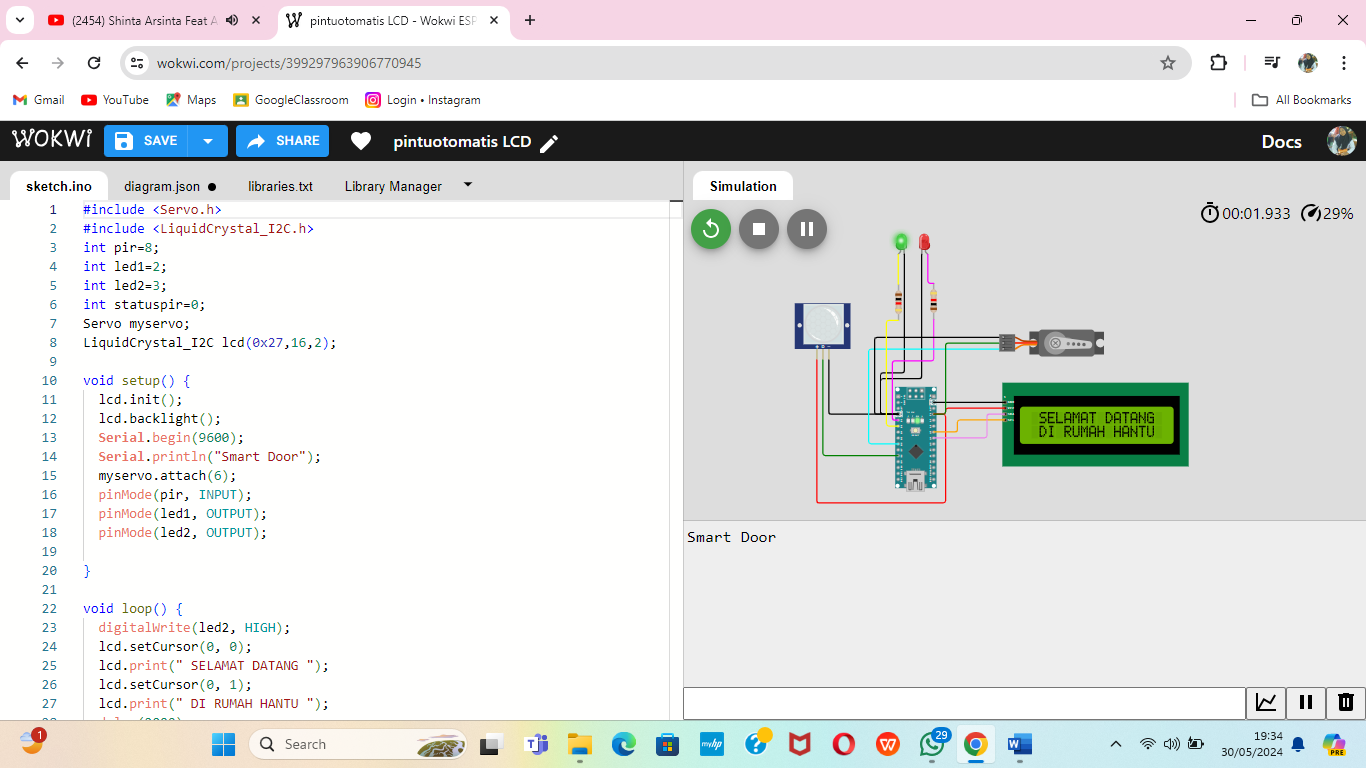 (2454) Shinta Arsinta Feat A
pintuotomatis LCD - Wokwi ESP
wokwi.com/projects/399297963906770945
Gmail
YouTube
Maps
GoogleClassroom
Login • Instagram
All Bookmarks
WOKWI
SAVE
SHARE
pintuotomatis LCD
Docs
sketch.ino
diagram.json ●
libraries.txt
Library Manager
Simulation
1 #include <Servo.h>
2 #include <LiquidCrystal_I2C.h>
3 int pir=8;
4 int led1=2;
5 int led2=3;
6 int statuspir=0;
7 Servo myservo;
8 LiquidCrystal_I2C lcd(0x27,16,2);
9
10 void setup() {
11 lcd.init();
12 lcd.backlight();
13 Serial.begin(9600);
14 Serial.println("Smart Door");
15 myservo.attach(6);
16 pinMode(pir, INPUT);
17 pinMode(led1, OUTPUT);
18 pinMode(led2, OUTPUT);
19
20 }
21
22 void loop() {
23 digitalWrite(led2, HIGH);
24 lcd.setCursor(0, 0);
25 lcd.print(" SELAMAT DATANG ");
26 lcd.setCursor(0, 1);
27 lcd.print(" DI RUMAH HANTU ");
00:01.933
29%
SELAMAT DATANG
DI RUMAH HANTU
Smart Door
1
Search
29
19:34
30/05/2024
PRE